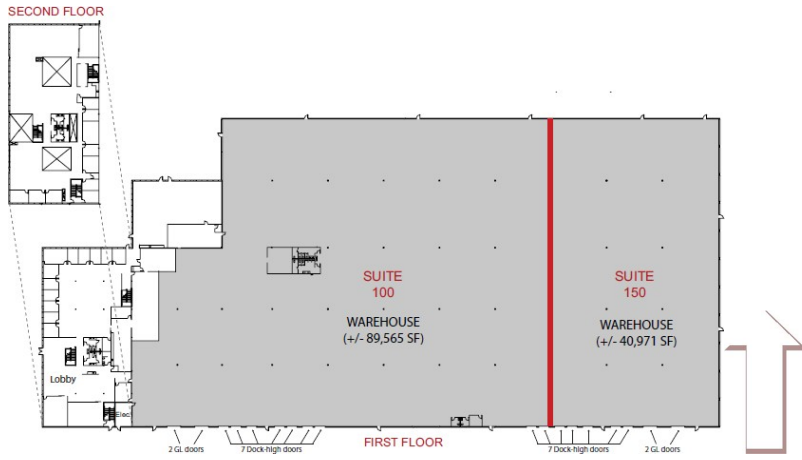 SECOND FLOOR
SUITE
100
WAREHOUSE
(+/- 89,565 SF)
SUITE
150
WAREHOUSE
(+/- 40,971 SF)
Lobby
Elec
FIRST FLOOR
2 GL doors
7 Dock-high doors
7 Dock-high doors
2 GL doors